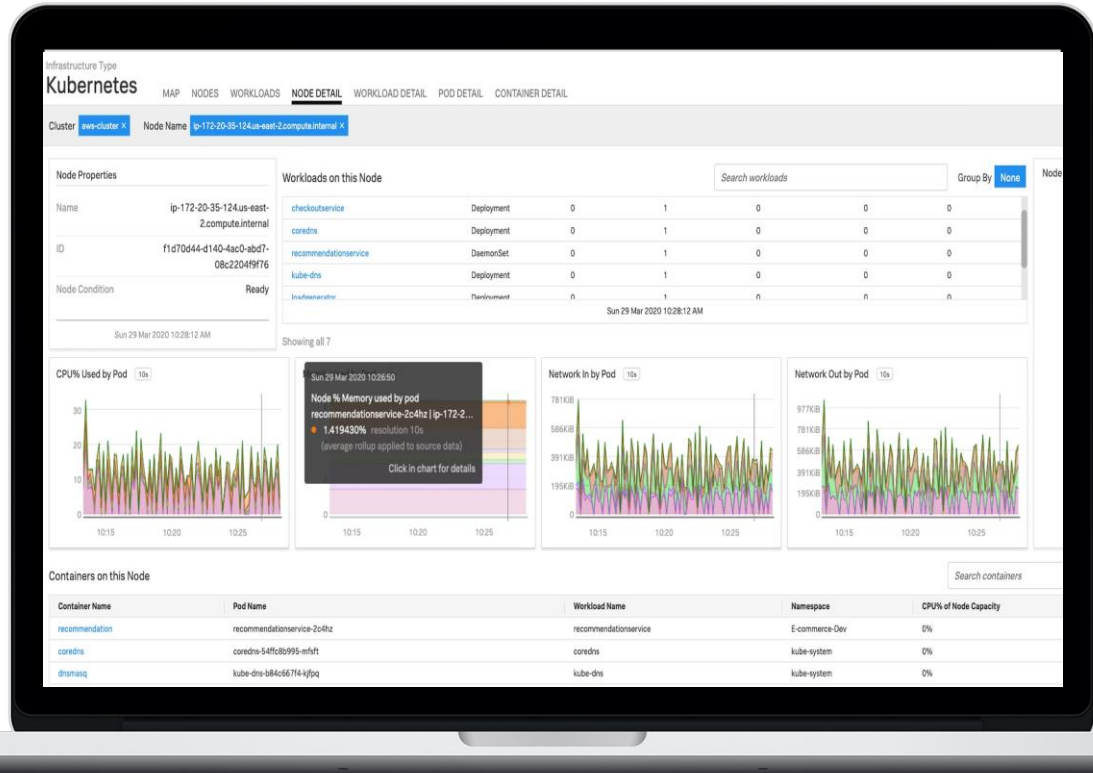 Infrastructure Type
Kubernetes MAP NODES WORKLOADS NODE DETAIL WORKLOAD DETAIL POD DETAIL CONTAINER DETAIL
Cluster aws-cluster × Node Name ip-172-20-35-124.us-east-2.compute.internal ×
Node Properties
Name ip-172-20-35-124.us-east-
2.compute.internal
ID f1d70d44-d140-4ac0-abd7-
08c2204f9f76
Node Condition Ready
Sun 29 Mar 2020 10:28:12 AM
Workloads on this Node Search workloads Group By None
checkoutservice Deployment 0 1 0 0 0
coredns Deployment 0 1 0 0 0
recommendationservice DaemonSet 0 1 0 0 0
kube-dns Deployment 0 1 0 0 0
loadgenerator Deployment 0 1 0 0 0
Sun 29 Mar 2020 10:28:12 AM
Showing all 7
Node
CPU% Used by Pod 10s
30
20
10
0
10:15 10:20 10:25
Sun 29 Mar 2020 10:26:50
Node % Memory used by pod
recommendationservice-2c4hz | ip-172-2...
1.419430% resolution 10s
(average rollup applied to source data)
Click in chart for details
0
10:15 10:20 10:25
Network In by Pod 10s
781KiB
586KiB
391KiB
195KiB
0
10:15 10:20 10:25
Network Out by Pod 10s
977KiB
781KiB
586KiB
391KiB
195KiB
0
10:15 10:20 10:25
Containers on this Node Search containers
Container Name Pod Name Workload Name Namespace CPU% of Node Capacity
recommendation recommendationservice-2c4hz recommendationservice E-commerce-Dev 0%
coredns coredns-54ffc8b995-mfsft coredns kube-system 0%
dnsmasq kube-dns-b84c667f4-kjfpq kube-dns kube-system 0%